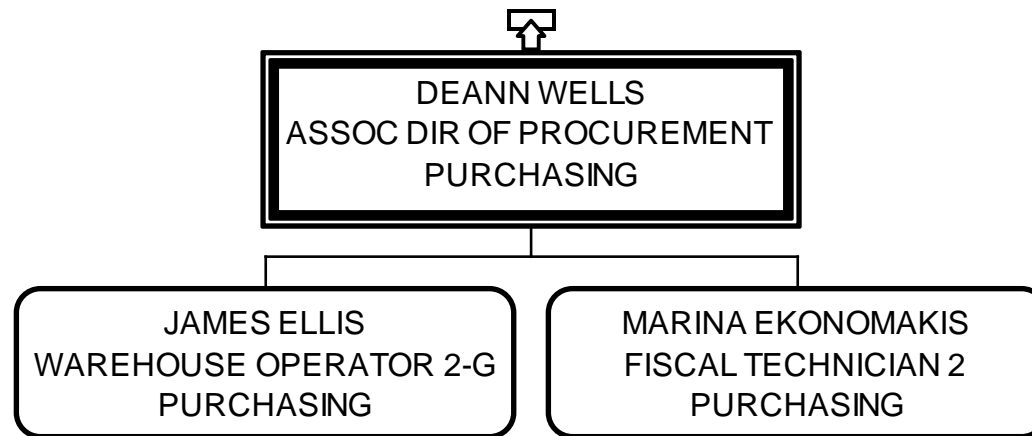 DEANN WELLS
ASSOC DIR OF PROCUREMENT
PURCHASING
JAMES ELLIS
WAREHOUSE OPERATOR 2-G
PURCHASING
MARINA EKONOMAKIS
FISCAL TECHNICIAN 2
PURCHASING